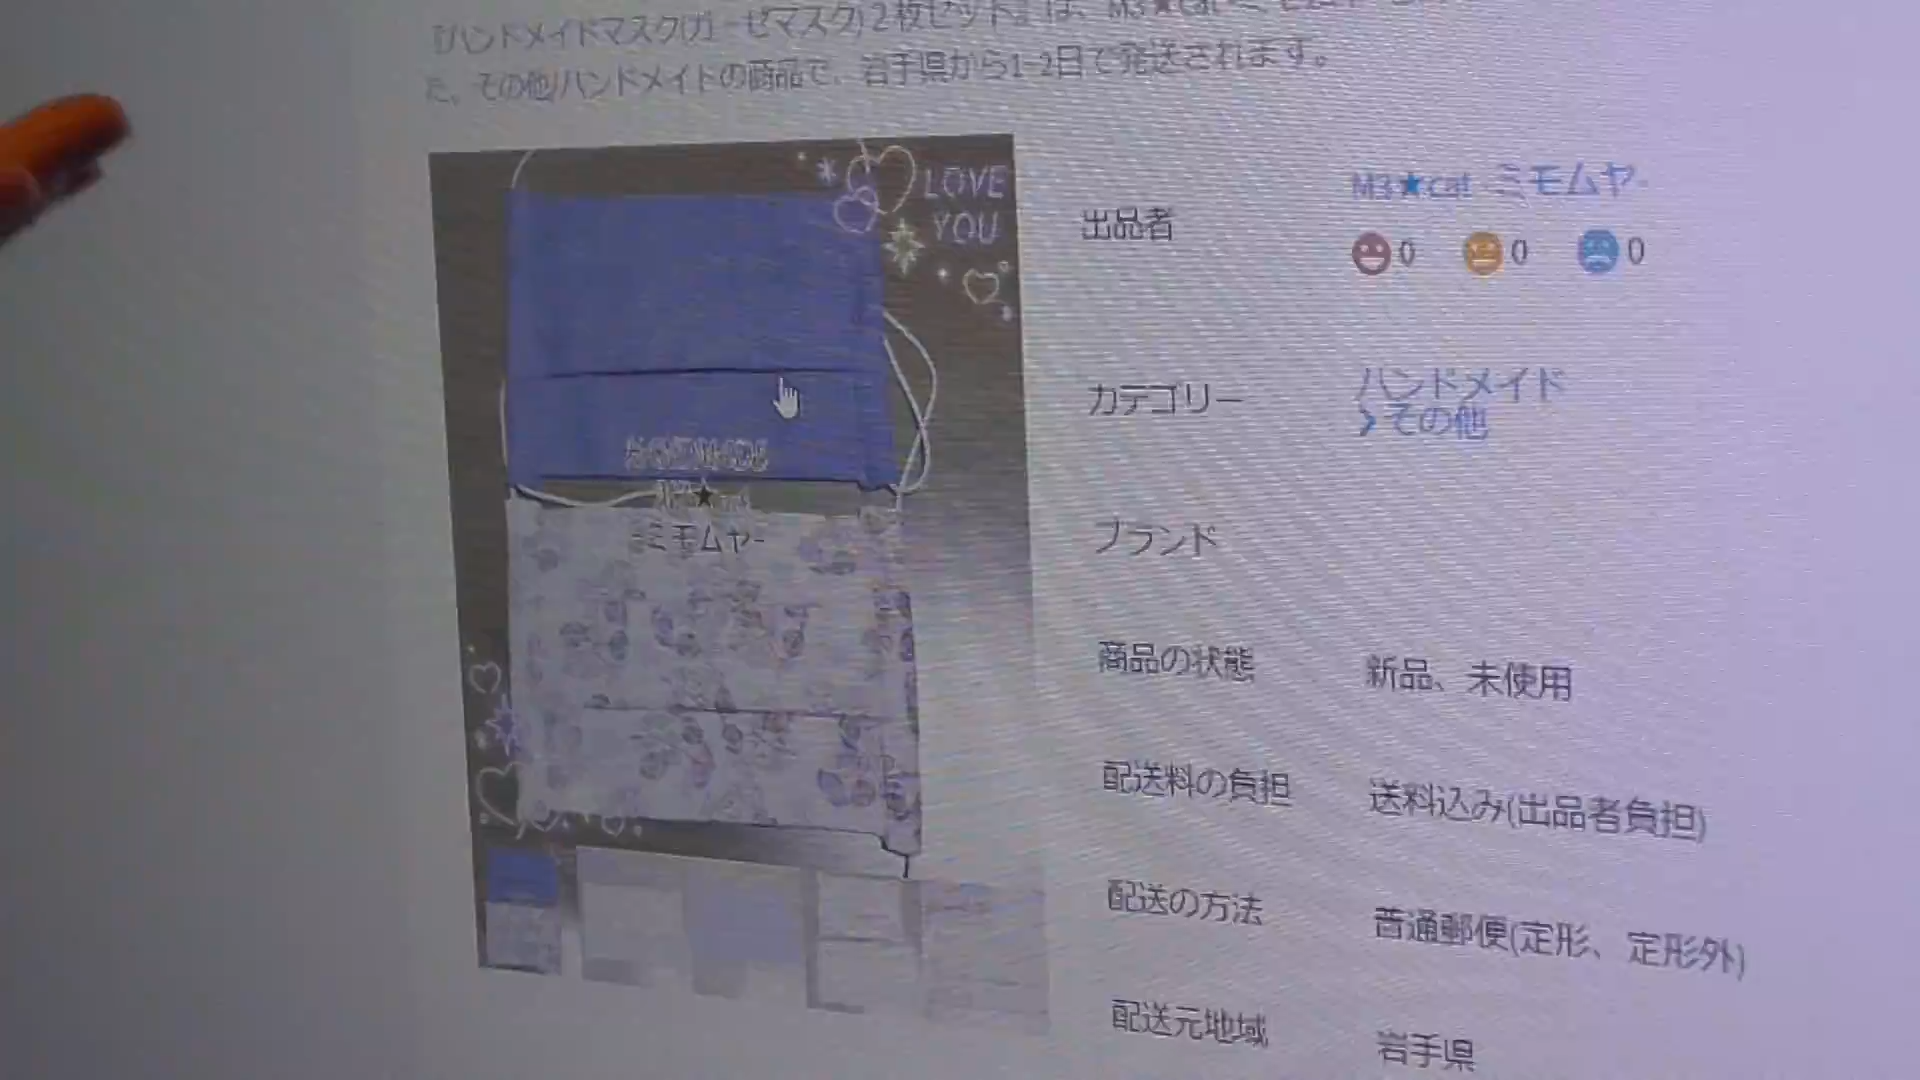 『ハンドメイドマスク(ガーゼマスク)2枚セット』は、M3★cat
た、その他/ハンドメイドの商品で、岩手県から1-2日で発送されます。
LOVE
YOU
ミモムヤ-
出品者
M3★cat ミモムヤ-
0 0 0
カテゴリー
ハンドメイド
その他
ブランド
商品の状態
新品、未使用
配送料の負担
送料込み(出品者負担)
配送の方法
普通郵便(定形、定形外)
配送元地域
岩手県